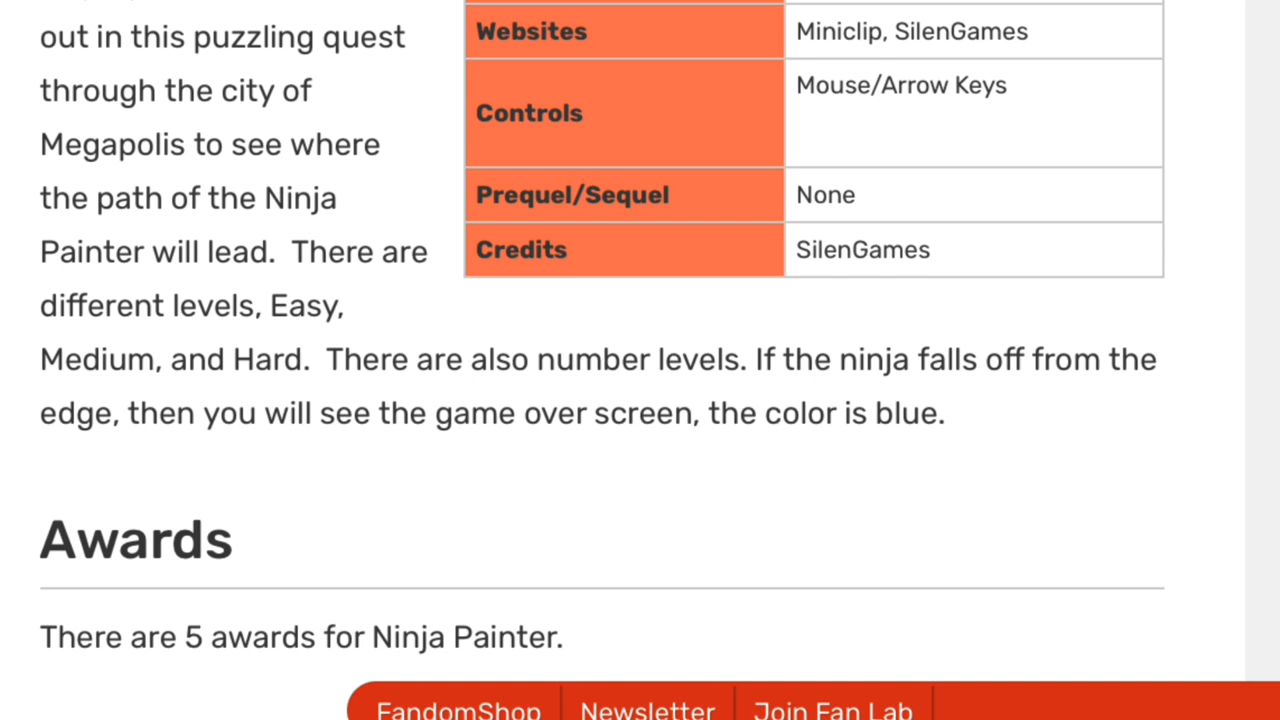 out in this puzzling quest
through the city of
Megapolis to see where
the path of the Ninja
Painter will lead.  There are
different levels, Easy,
Medium, and Hard.  There are also number levels. If the ninja falls off from the
edge, then you will see the game over screen, the color is blue.
Websites Miniclip, SilenGames
Controls Mouse/Arrow Keys
Prequel/Sequel None
Credits SilenGames
Awards
There are 5 awards for Ninja Painter.
FandomShop Newsletter Join Fan Lab